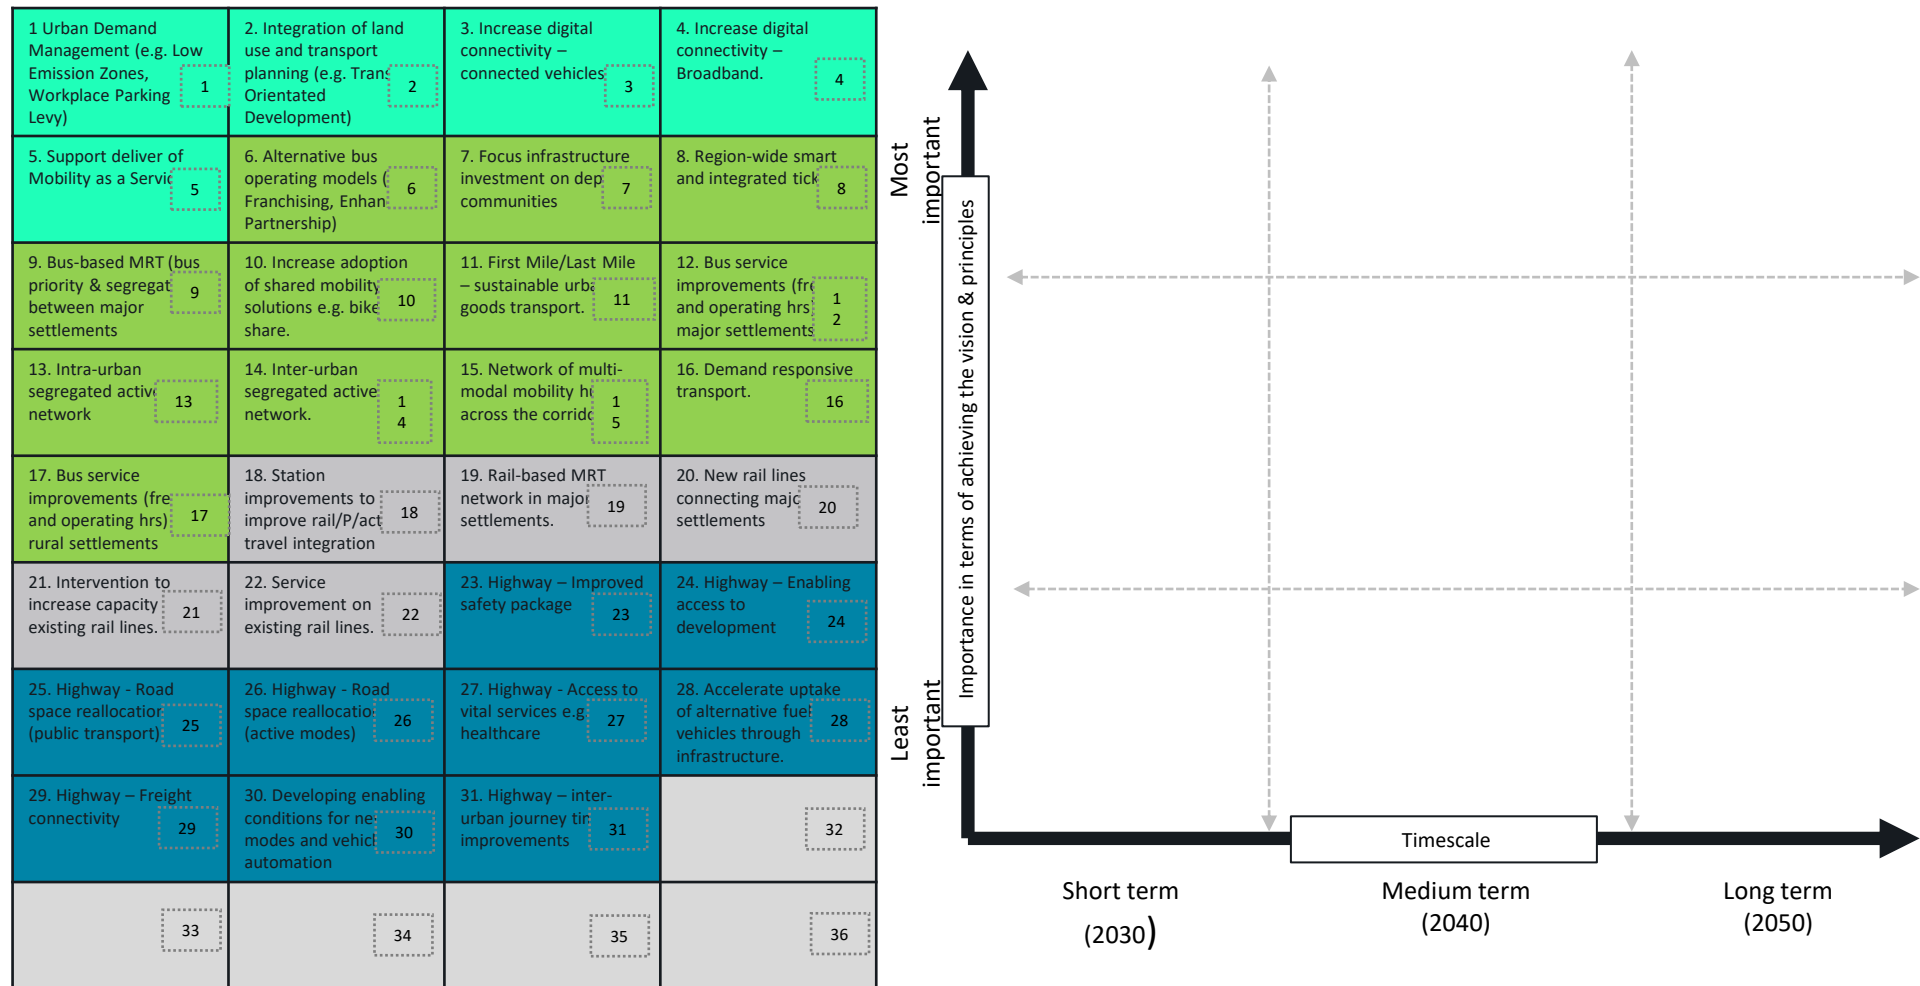 1 Urban Demand
Management (e.g. Low
Emission Zones,
Workplace Parking
Levy)
1
2. Integration of land
use and transport
planning (e.g. Trans
Orientated
Development)
2
3. Increase digital
connectivity –
connected vehicles
3
4. Increase digital
connectivity –
Broadband.
4
5. Support deliver of
Mobility as a Servic
5
6. Alternative bus
operating models (
Franchising, Enhan
Partnership)
6
7. Focus infrastructure
investment on dep
communities
7
8. Region-wide smart
and integrated tick
8
9. Bus-based MRT (bus
priority & segregat
between major
settlements
9
10. Increase adoption
of shared mobility
solutions e.g. bike
share.
10
11. First Mile/Last Mile
– sustainable urba
goods transport.
11
12. Bus service
improvements (fre
and operating hrs
major settlements
1
2
13. Intra-urban
segregated active
network
13
14. Inter-urban
segregated active
network.
1
4
15. Network of multi-
modal mobility hu
across the corrido
1
5
16. Demand responsive
transport.
16
17. Bus service
improvements (fre
and operating hrs)
rural settlements
17
18. Station
improvements to
improve rail/P/act
travel integration
18
19. Rail-based MRT
network in major
settlements.
19
20. New rail lines
connecting majo
settlements
20
21. Intervention to
increase capacity
existing rail lines.
21
22. Service
improvement on
existing rail lines.
22
23. Highway – Improved
safety package
23
24. Highway – Enabling
access to
development
24
25. Highway - Road
space reallocation
(public transport)
25
26. Highway - Road
space reallocatio
(active modes)
26
27. Highway - Access to
vital services e.g
healthcare
27
28. Accelerate uptake
of alternative fue
vehicles through
infrastructure.
28
29. Highway – Freight
connectivity
29
30. Developing enabling
conditions for ne
modes and vehicl
automation
30
31. Highway – inter-
urban journey tim
improvements
31
32
33
34
35
36
Most
important
Importance in terms of achieving the vision & principles
Least
important
Timescale
Short term
(2030)
Medium term
(2040)
Long term
(2050)